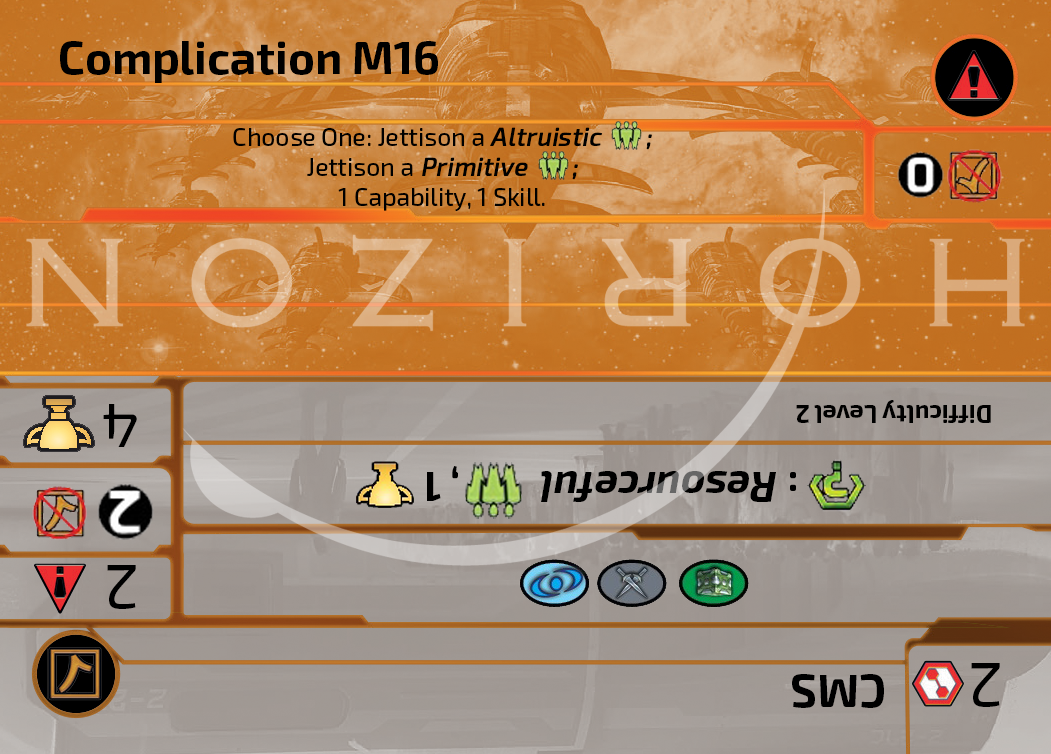 Complication M16
Choose One: Jettison a Altruistic ;
Jettison a Primitive ;
1 Capability, 1 Skill.
0
2 CMS
2
2
: Resourceful , 1
Difficulty Level 2
4
HORIZON